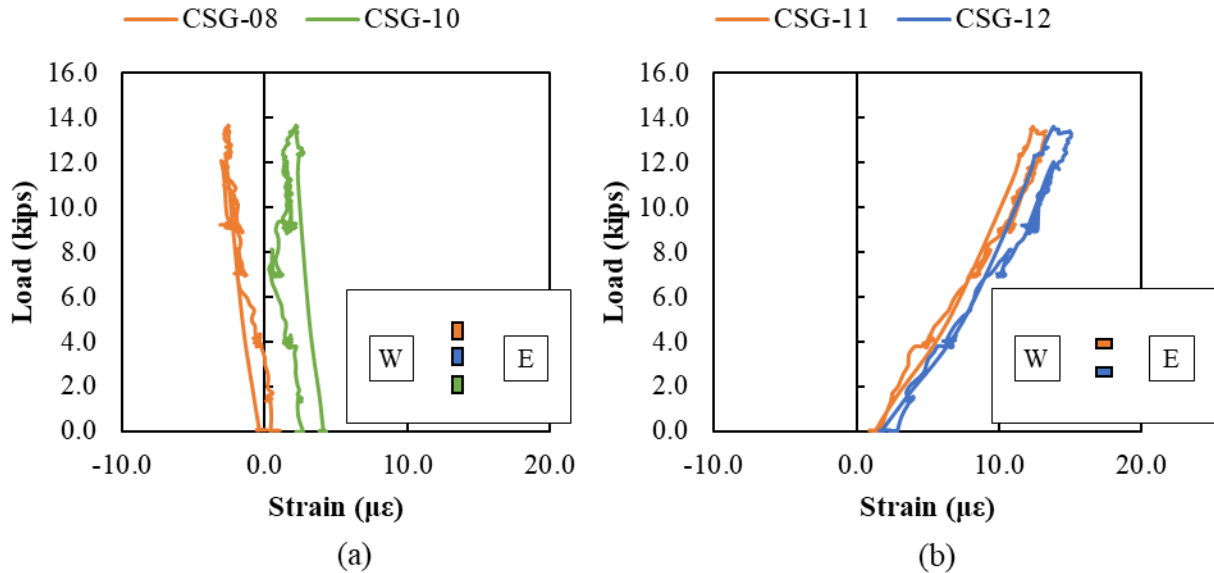 CSG-08 CSG-10
16.0
14.0
12.0
10.0
8.0
6.0
4.0
2.0
0.0
Load (kips)
-10.0 0.0 10.0 20.0
Strain (με)
W E
(a)
CSG-11 CSG-12
16.0
14.0
12.0
10.0
8.0
6.0
4.0
2.0
0.0
Load (kips)
-10.0 0.0 10.0 20.0
Strain (με)
W E
(b)